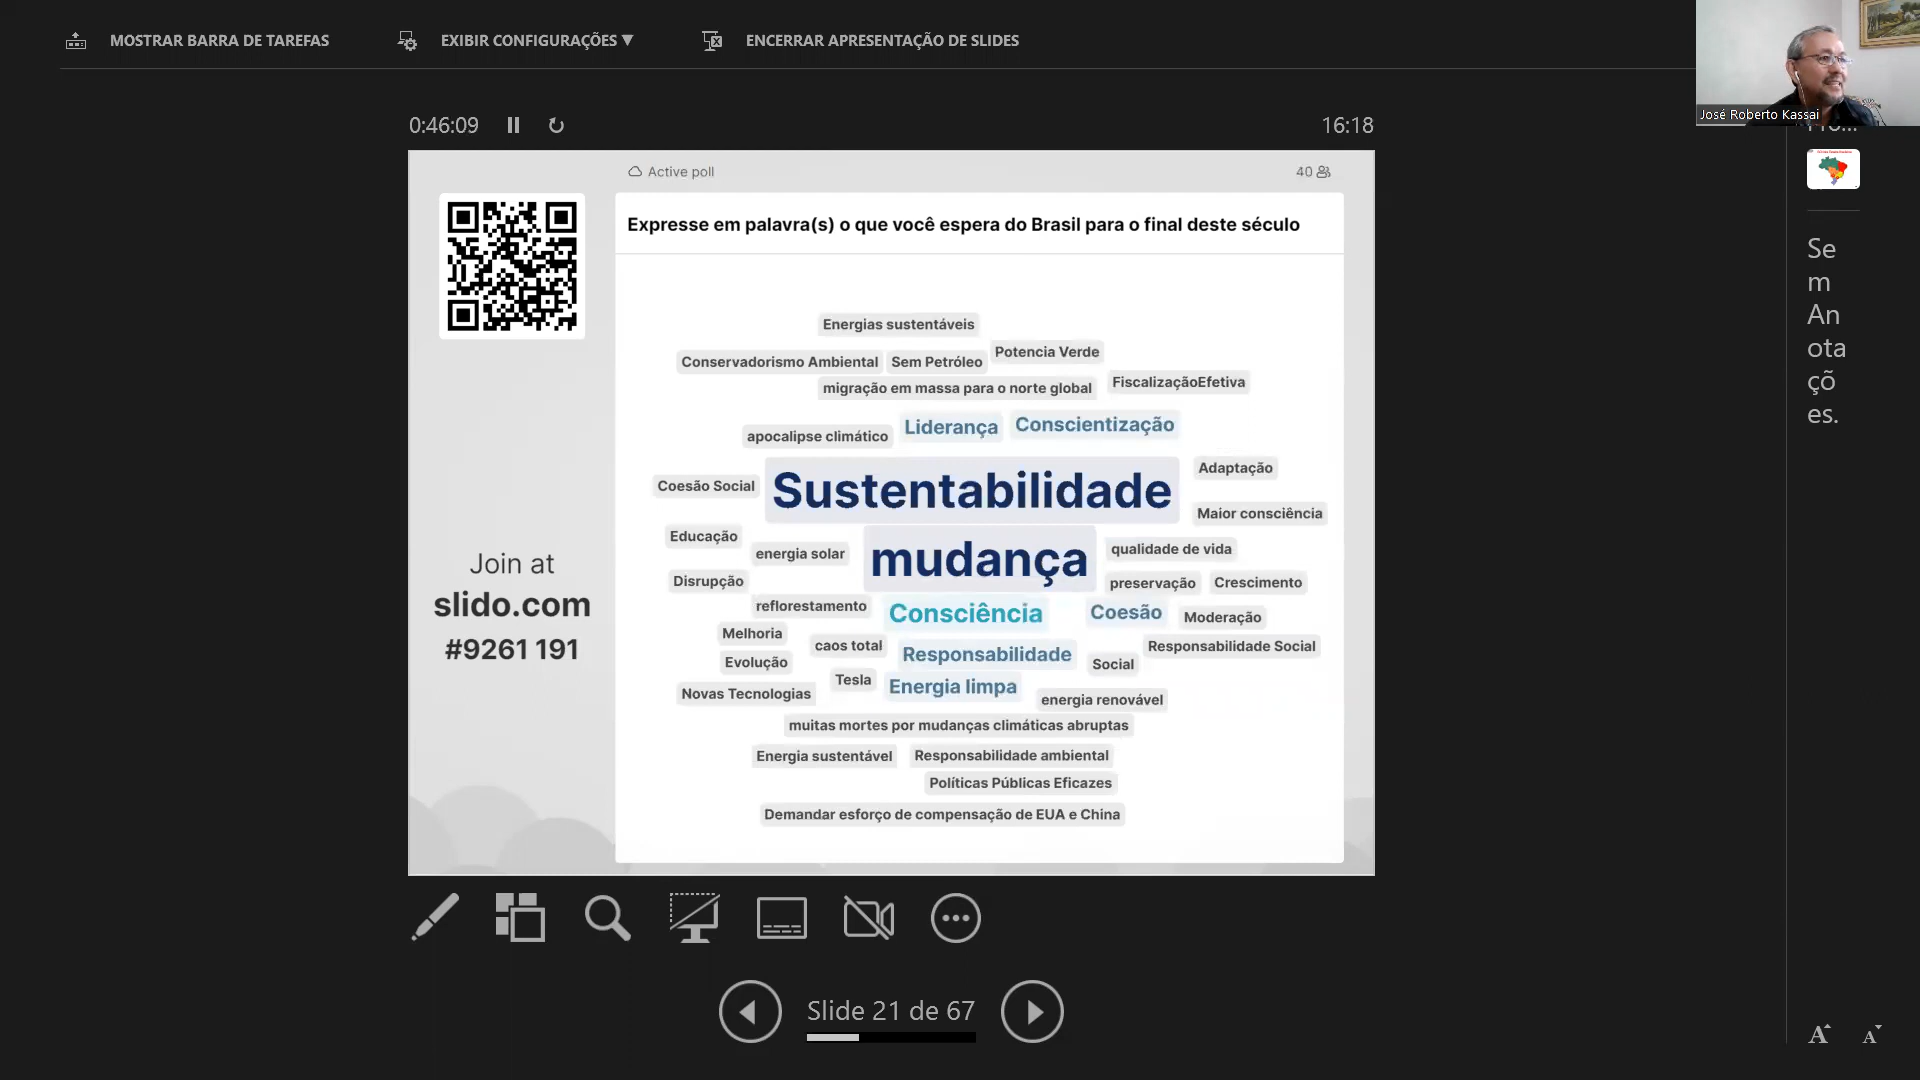 MOSTRAR BARRA DE TAREFAS
EXIBIR CONFIGURAÇÕES ▼
ENCERRAR APRESENTAÇÃO DE SLIDES
José Roberto Kassai
0:46:09
16:18
Active poll
40
Expresse em palavra(s) o que você espera do Brasil para o final deste século
Join at
slido.com
#9261 191
Energias sustentáveis
Conservadorismo Ambiental
Sem Petróleo
Potencia Verde
migração em massa para o norte global
FiscalizaçãoEfetiva
apocalipse climático
Liderança
Conscientização
Coesão Social
Sustentabilidade
Adaptação
Maior consciência
Educação
energia solar
mudança
qualidade de vida
Disrupção
preservação
Crescimento
reflorestamento
Consciência
Coesão
Moderação
Melhoria
caos total
Responsabilidade
Responsabilidade Social
Evolução
Social
Novas Tecnologias
Tesla
Energia limpa
energia renovável
muitas mortes por mudanças climáticas abruptas
Energia sustentável
Responsabilidade ambiental
Políticas Públicas Eficazes
Demandar esforço de compensação de EUA e China
Slide 21 de 67
Se
m
An
ota
çõ
es.
A
A